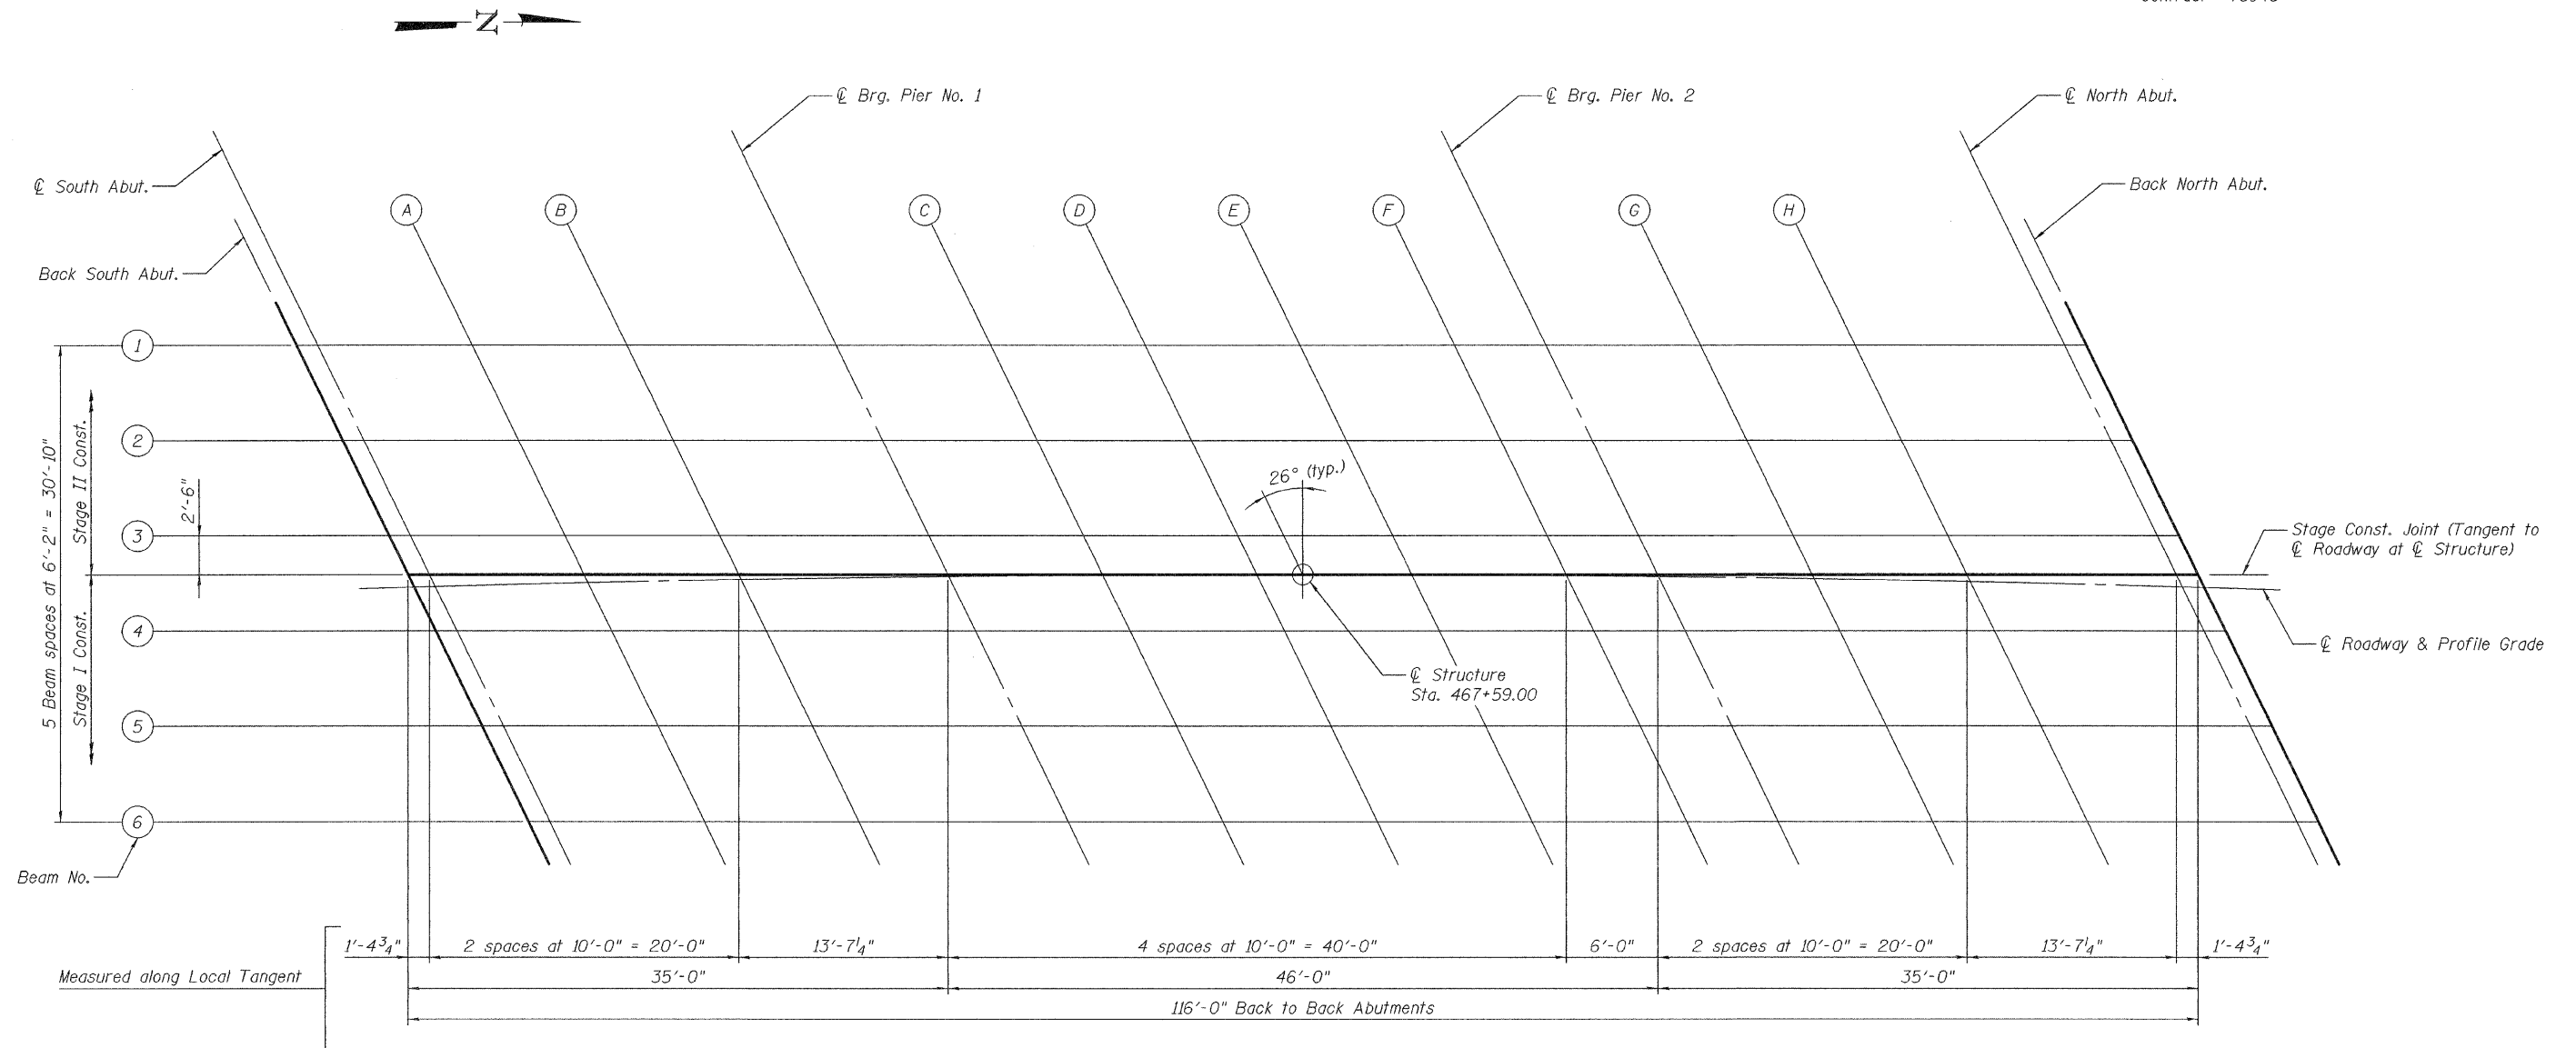 N
℄ Brg. Pier No. 1
℄ Brg. Pier No. 2
℄ North Abut.
℄ South Abut.
Back North Abut.
A
B
C
D
E
F
G
H
Back South Abut.
1
2
3
4
5
6
5 Beam spaces at 6'-2" = 30'-10"
Stage II Const.
Stage I Const.
2'-6"
26° (typ.)
Stage Const. Joint (Tangent to
℄ Roadway at ℄ Structure)
℄ Roadway & Profile Grade
℄ Structure
Sta. 467+59.00
Beam No.
1'-4¾"
2 spaces at 10'-0" = 20'-0"
13'-7¼"
4 spaces at 10'-0" = 40'-0"
6'-0"
2 spaces at 10'-0" = 20'-0"
13'-7¼"
1'-4¾"
Measured along Local Tangent
35'-0"
46'-0"
35'-0"
116'-0" Back to Back Abutments